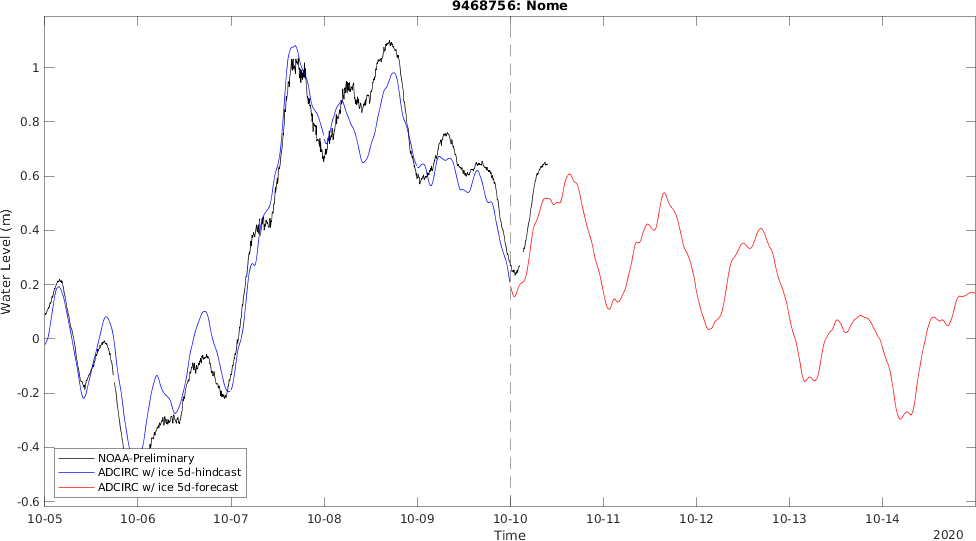 9468756: Nome
Water Level (m)
1
0.8
0.6
0.4
0.2
0
-0.2
-0.4
-0.6
NOAA-Preliminary
ADCIRC w/ ice 5d-hindcast
ADCIRC w/ ice 5d-forecast
10-05 10-06 10-07 10-08 10-09 10-10 10-11 10-12 10-13 10-14
Time
2020